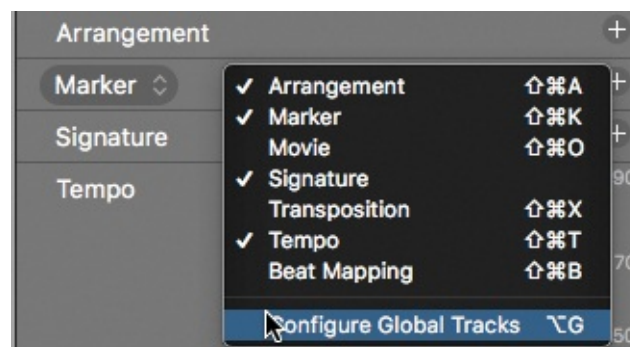 Arrangement +
Marker +
Signature +
Tempo
✓ Arrangement ⇧⌘A
✓ Marker ⇧⌘K
Movie ⇧⌘O
✓ Signature
Transposition ⇧⌘X
✓ Tempo ⇧⌘T
Beat Mapping ⇧⌘B
Configure Global Tracks ⌥G